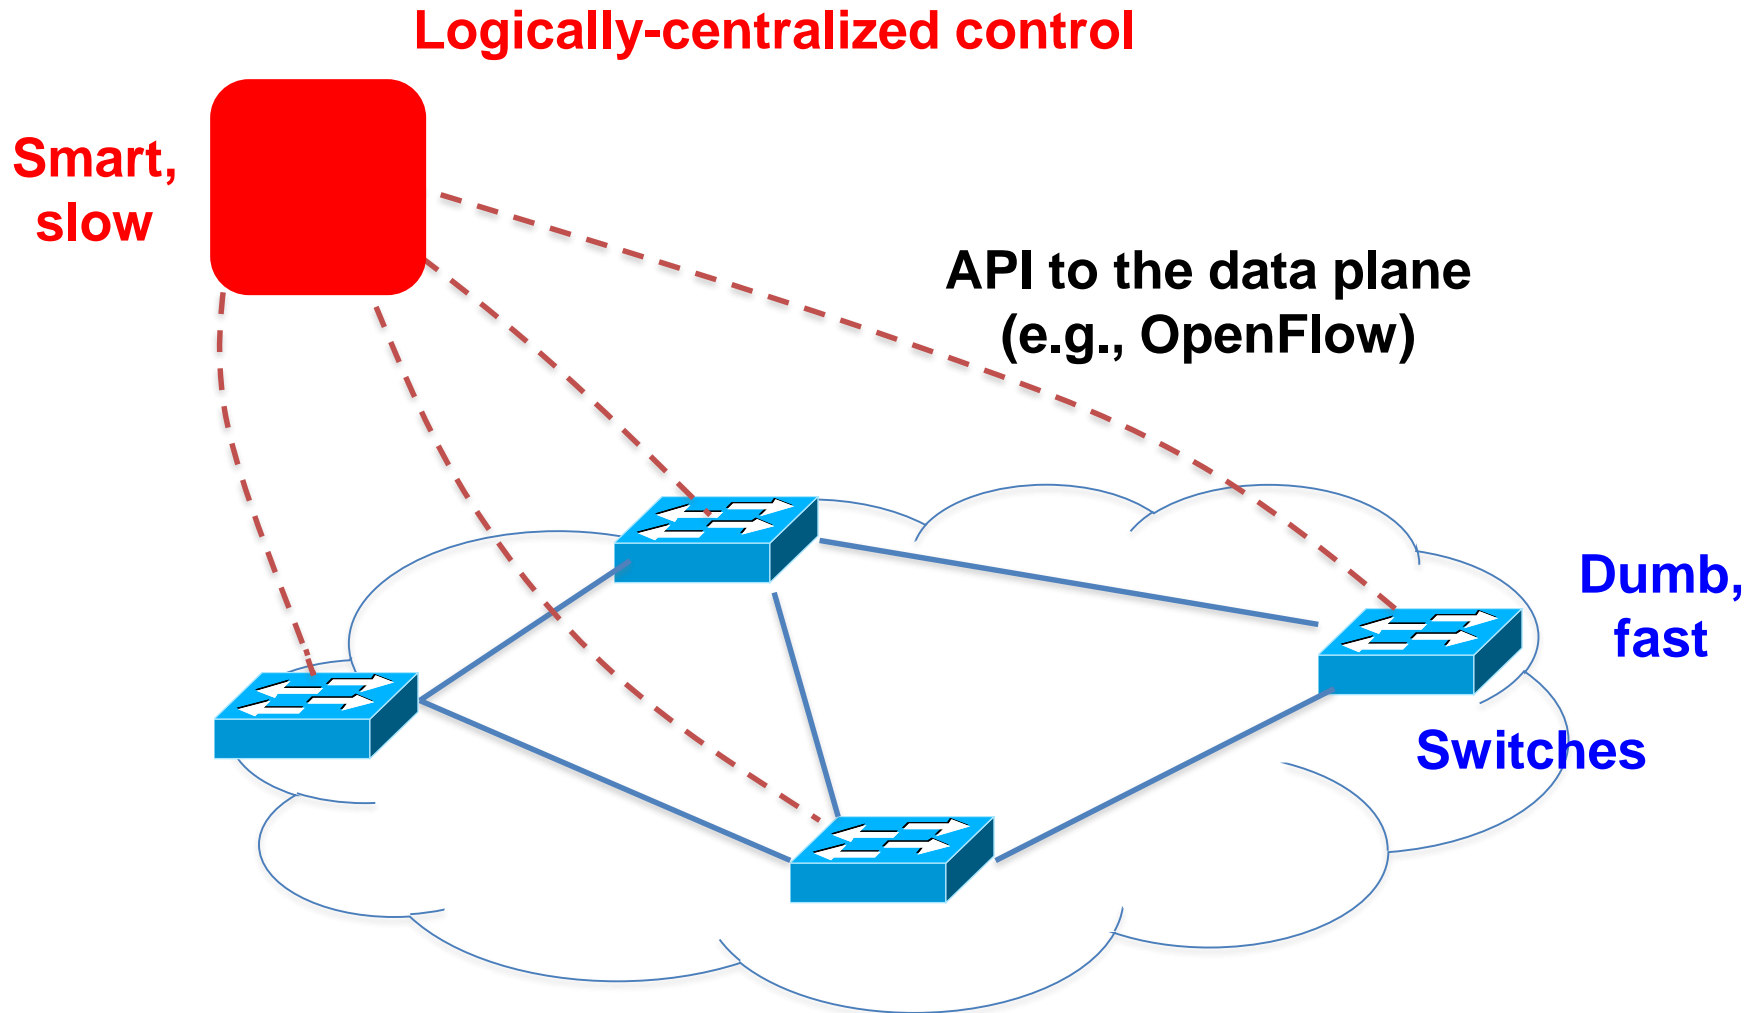 Logically-centralized control
Smart,
slow
API to the data plane
(e.g., OpenFlow)
Dumb,
fast
Switches